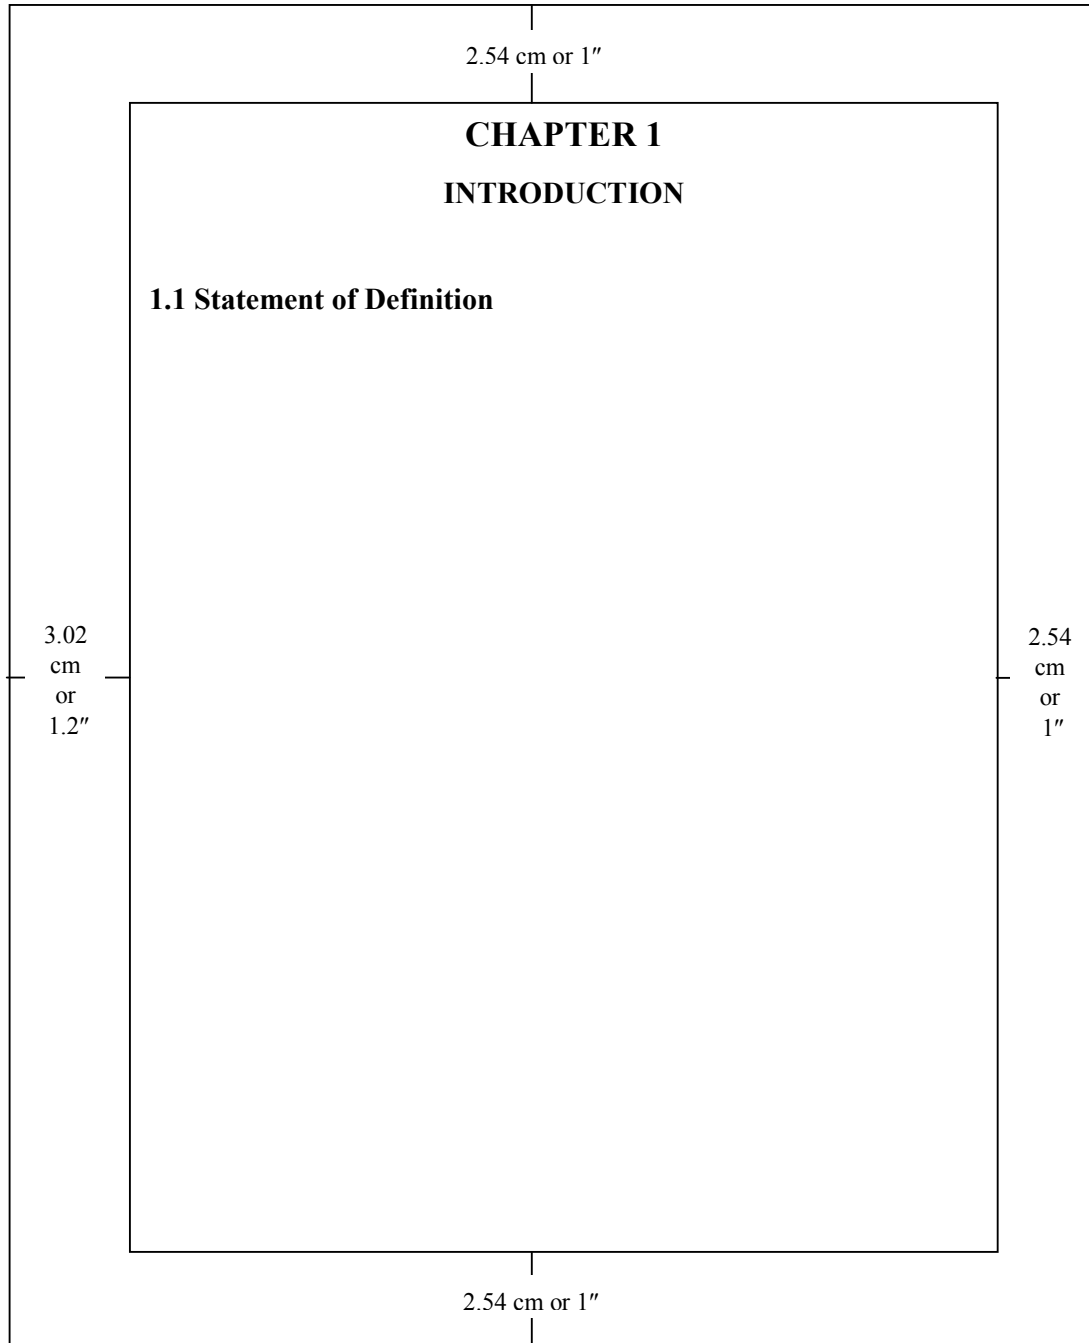 2.54 cm or 1″
CHAPTER 1
INTRODUCTION
1.1 Statement of Definition
3.02
cm
or
1.2″
2.54
cm
or
1″
2.54 cm or 1″